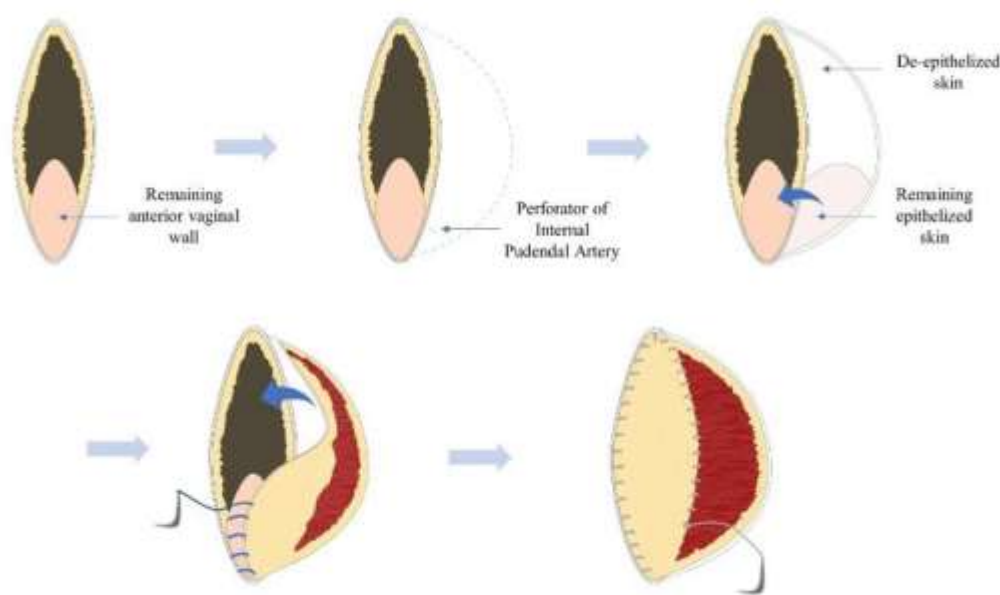 De-epithelized
skin
Remaining
anterior vaginal
wall
Perforator of
Internal
Pudendal Artery
Remaining
epithelized
skin